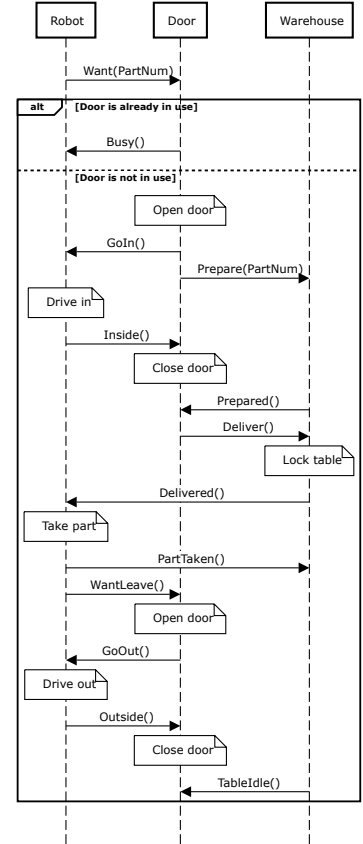 Robot
Door
Warehouse
Want(PartNum)
alt
[Door is already in use]
Busy()
[Door is not in use]
Open door
GoIn()
Prepare(PartNum)
Drive in
Inside()
Close door
Prepared()
Deliver()
Lock table
Delivered()
Take part
PartTaken()
WantLeave()
Open door
GoOut()
Drive out
Outside()
Close door
TableIdle()